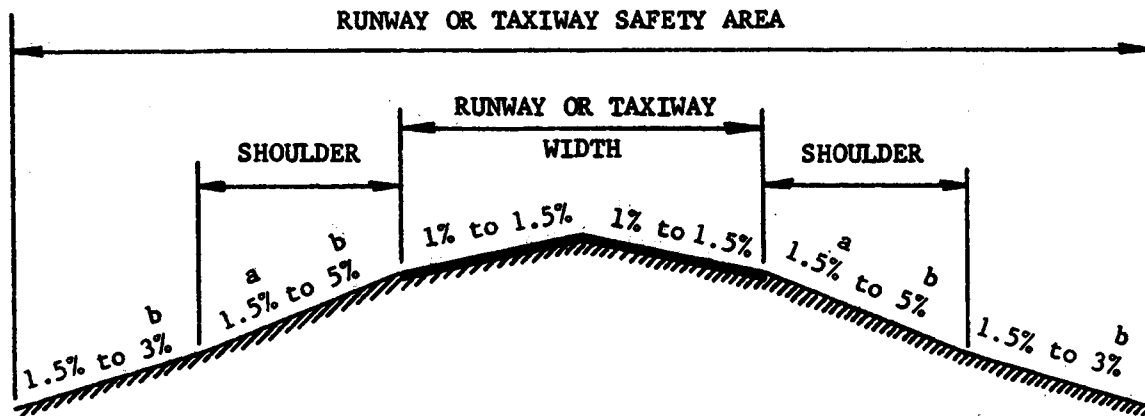 RUNWAY OR TAXIWAY SAFETY AREA
RUNWAY OR TAXIWAY
WIDTH
SHOULDER
SHOULDER
1.5% to 3% b
1.5% a to 5% b
1% to 1.5%
1% to 1.5%
1.5% a to 5% b
1.5% to 3% b